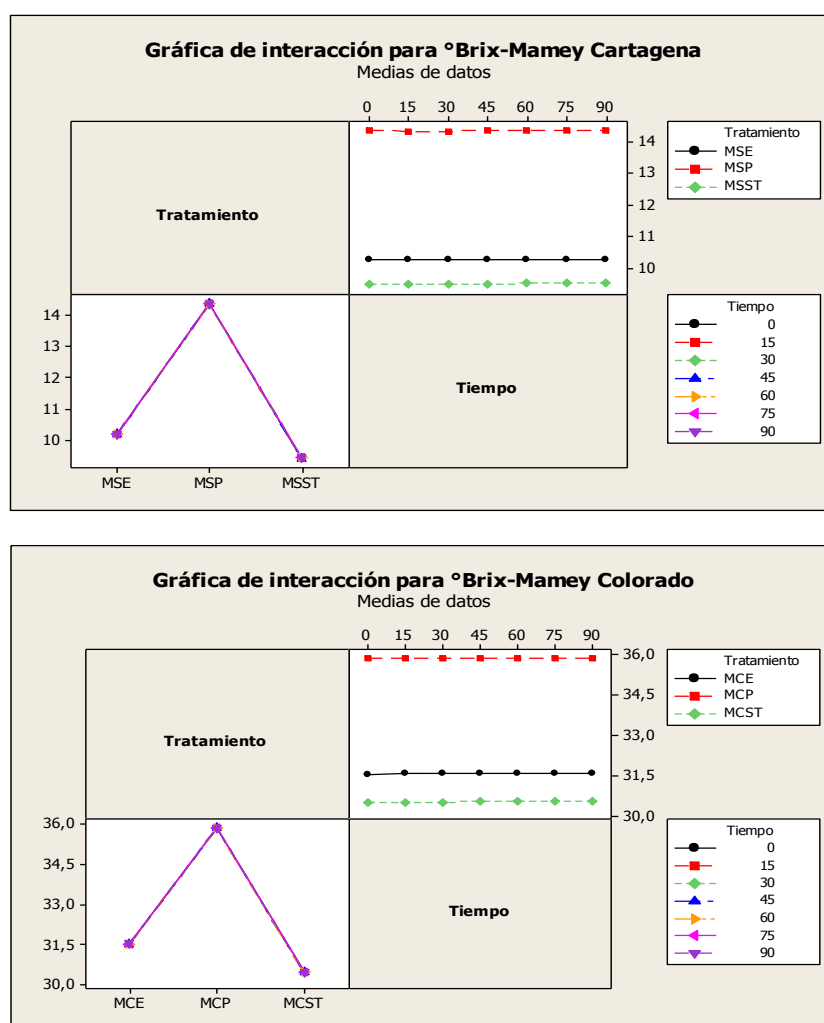 Gráfica de interacción para °Brix-Mamey Cartagena
Medias de datos
0 15 30 45 60 75 90
Tratamiento
14
13
12
11
10
Tratamiento
MSE
MSP
MSST
14
13
12
11
10
Tiempo
MSE MSP MSST
Tiempo
0
15
30
45
60
75
90
Gráfica de interacción para °Brix-Mamey Colorado
Medias de datos
0 15 30 45 60 75 90
Tratamiento
36,0
34,5
33,0
31,5
30,0
Tratamiento
MCE
MCP
MCST
36,0
34,5
33,0
31,5
30,0
Tiempo
MCE MCP MCST
Tiempo
0
15
30
45
60
75
90